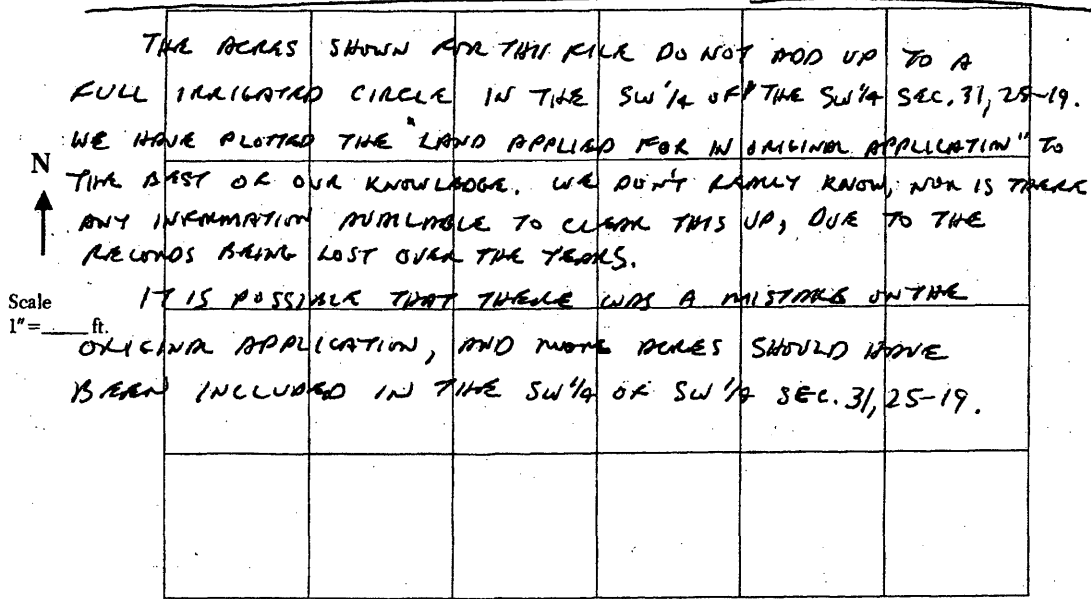 THE ACRES SHOWN FOR THIS FILE DO NOT ADD UP TO A
FULL IRRIGATED CIRCLE IN THE SW 1/4 OF THE SW 1/4 SEC. 31, 25-19.
WE HAVE PLOTTED THE "LAND APPLIED FOR IN ORIGINAL APPLICATION" TO
THE BEST OF OUR KNOWLEDGE. WE DON'T REALLY KNOW, NOR IS THERE
ANY INFORMATION AVAILABLE TO CLEAR THIS UP, DUE TO THE
RECORDS BEING LOST OVER THE YEARS.
IT IS POSSIBLE THAT THERE WAS A MISTAKE ON THE
ORIGINAL APPLICATION, AND MORE ACRES SHOULD HAVE
BEEN INCLUDED IN THE SW 1/4 OF SW 1/4 SEC. 31, 25-19.
N
Scale
1" = ____ ft.